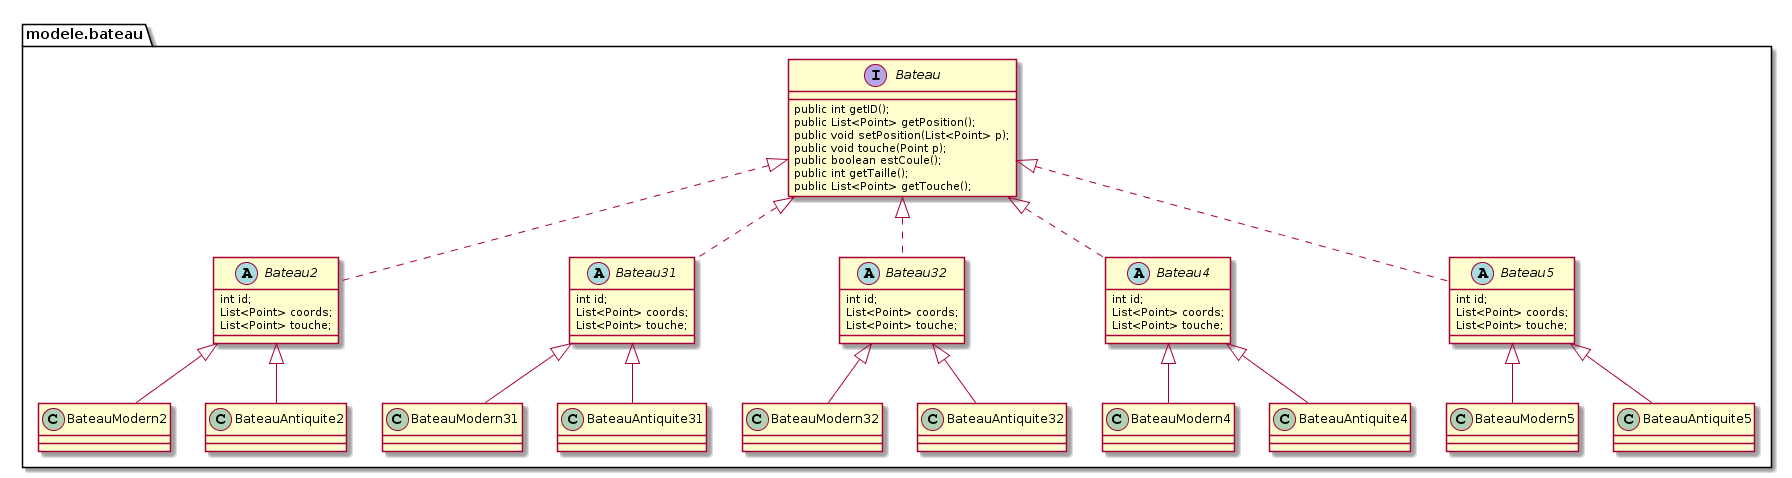 modele.bateau
I Bateau
public int getID();
public List<Point> getPosition();
public void setPosition(List<Point> p);
public void touche(Point p);
public boolean estCoule();
public int getTaille();
public List<Point> getTouche();
A Bateau2
int id;
List<Point> coords;
List<Point> touche;
A Bateau31
int id;
List<Point> coords;
List<Point> touche;
A Bateau32
int id;
List<Point> coords;
List<Point> touche;
A Bateau4
int id;
List<Point> coords;
List<Point> touche;
A Bateau5
int id;
List<Point> coords;
List<Point> touche;
C BateauModern2
C BateauAntiquite2
C BateauModern31
C BateauAntiquite31
C BateauModern32
C BateauAntiquite32
C BateauModern4
C BateauAntiquite4
C BateauModern5
C BateauAntiquite5